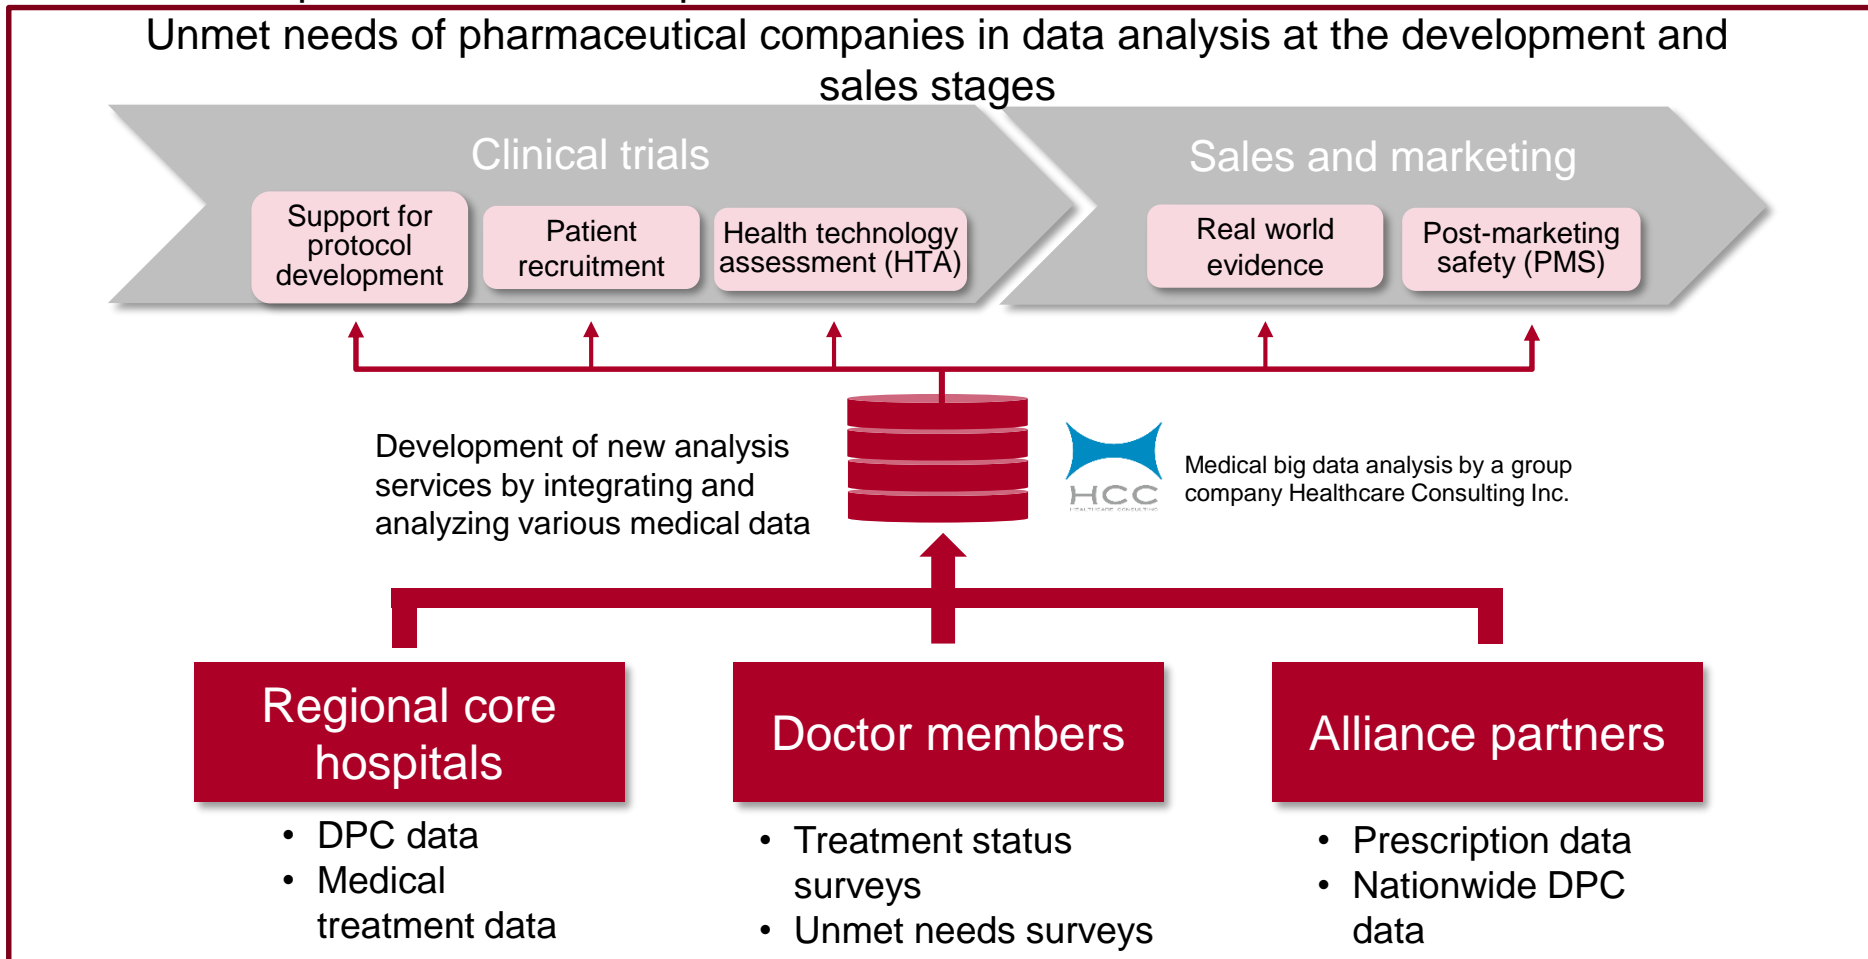 Unmet needs of pharmaceutical companies in data analysis at the development and
sales stages
Clinical trials
Sales and marketing
Support for
protocol
development
Patient
recruitment
Health technology
assessment (HTA)
Real world
evidence
Post-marketing
safety (PMS)
Development of new analysis
services by integrating and
analyzing various medical data
HCC
HEALTHCARE CONSULTING
Medical big data analysis by a group
company Healthcare Consulting Inc.
Regional core
hospitals
Doctor members
Alliance partners
• DPC data
• Medical
treatment data
• Treatment status
surveys
• Unmet needs surveys
• Prescription data
• Nationwide DPC
data